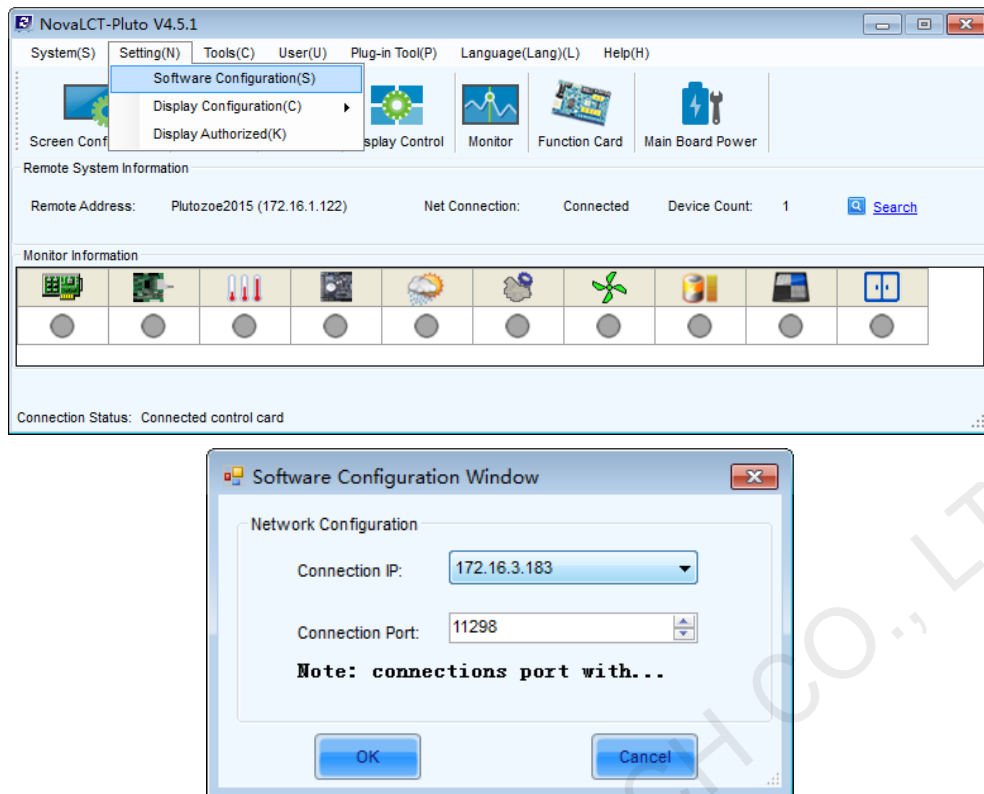 NovaLCT-Pluto V4.5.1
System(S) Setting(N) Tools(C) User(U) Plug-in Tool(P) Language(Lang)(L) Help(H)
Software Configuration(S)
Display Configuration(C)
Display Authorized(K)
Screen Conf splay Control Monitor Function Card Main Board Power
Remote System Information
Remote Address: Plutozoe2015 (172.16.1.122) Net Connection: Connected Device Count: 1 Search
Monitor Information
Connection Status: Connected control card
Software Configuration Window
Network Configuration
Connection IP: 172.16.3.183
Connection Port: 11298
Note: connections port with...
OK Cancel
CH CO., LT